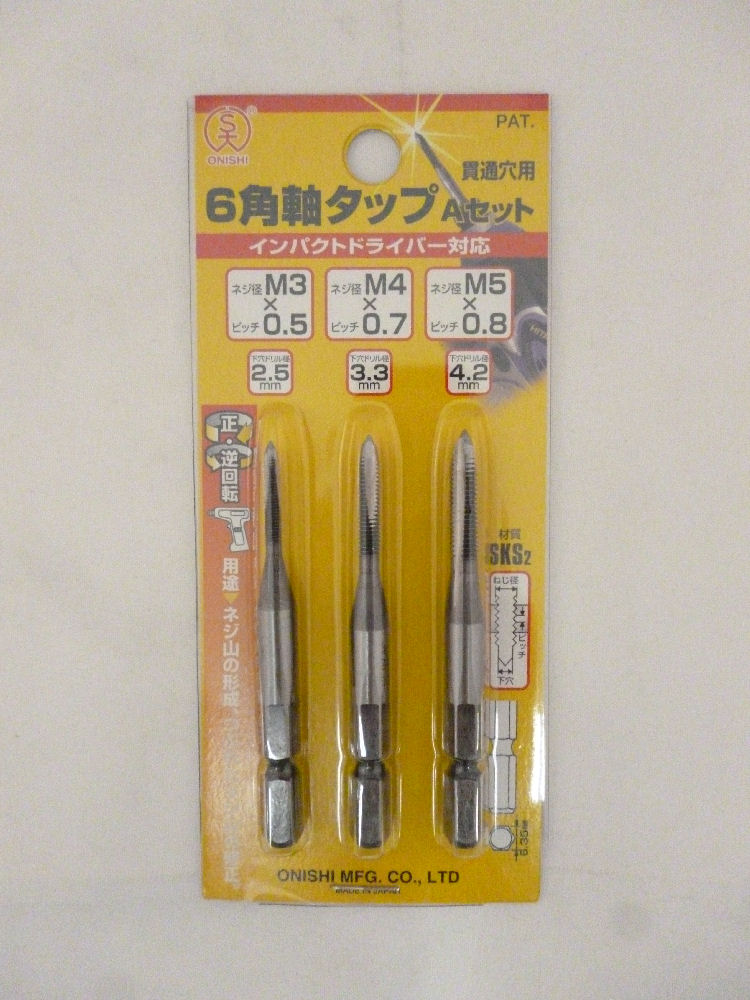 S天
®
ONISHI
PAT.
貫通穴用
6角軸タップAセット
インパクトドライバー対応
ネジ径 M3
×
ピッチ 0.5
ネジ径 M4
×
ピッチ 0.7
ネジ径 M5
×
ピッチ 0.8
下穴ドリル径
2.5
mm
下穴ドリル径
3.3
mm
下穴ドリル径
4.2
mm
正・逆回転
用途
ネジ山の形成、
修正。
材質
SKS2
ねじ径
ピッチ
下穴
6.35㎜
ONISHI MFG. CO., LTD
MADE IN JAPAN